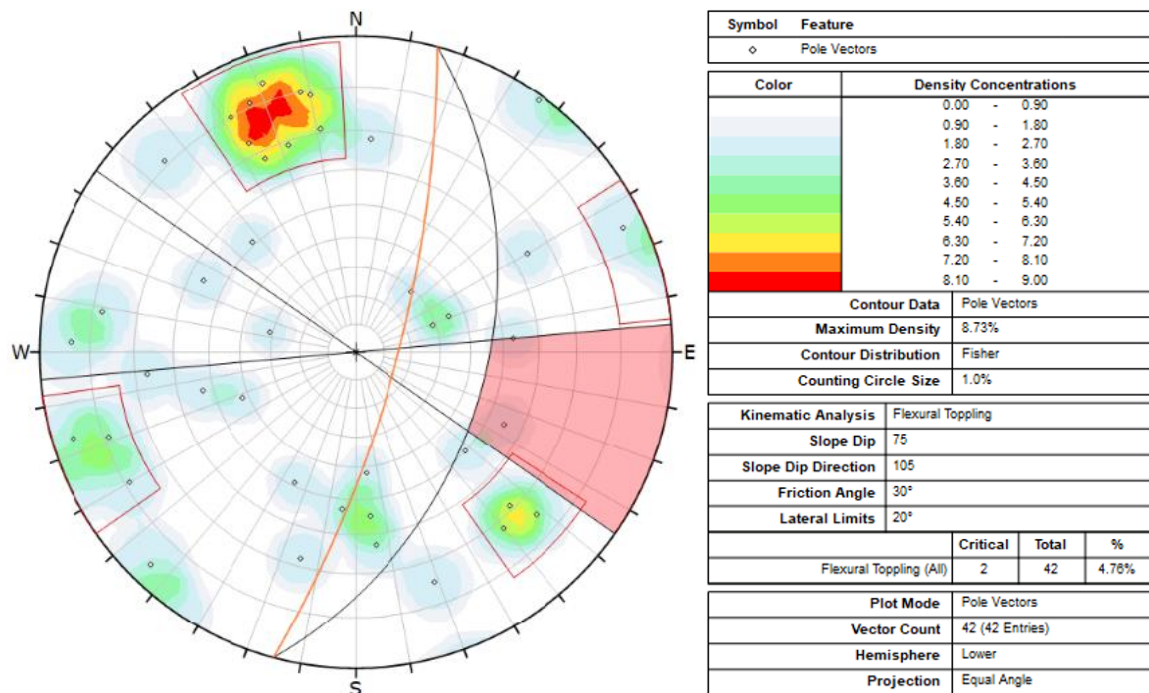 N
W
E
S
Symbol Feature
Pole Vectors
Color Density Concentrations
0.00 - 0.90
0.90 - 1.80
1.80 - 2.70
2.70 - 3.60
3.60 - 4.50
4.50 - 5.40
5.40 - 6.30
6.30 - 7.20
7.20 - 8.10
8.10 - 9.00
Contour Data Pole Vectors
Maximum Density 8.73%
Contour Distribution Fisher
Counting Circle Size 1.0%
Kinematic Analysis Flexural Toppling
Slope Dip 75
Slope Dip Direction 105
Friction Angle 30°
Lateral Limits 20°
Critical Total %
Flexural Toppling (All) 2 42 4.76%
Plot Mode Pole Vectors
Vector Count 42 (42 Entries)
Hemisphere Lower
Projection Equal Angle